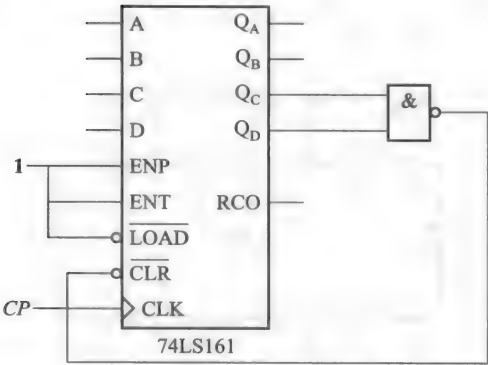 A Q_A
B Q_B
C Q_C
D Q_D
&
1 ENP
ENT RCO
LOAD
CLR
CP CLK
74LS161